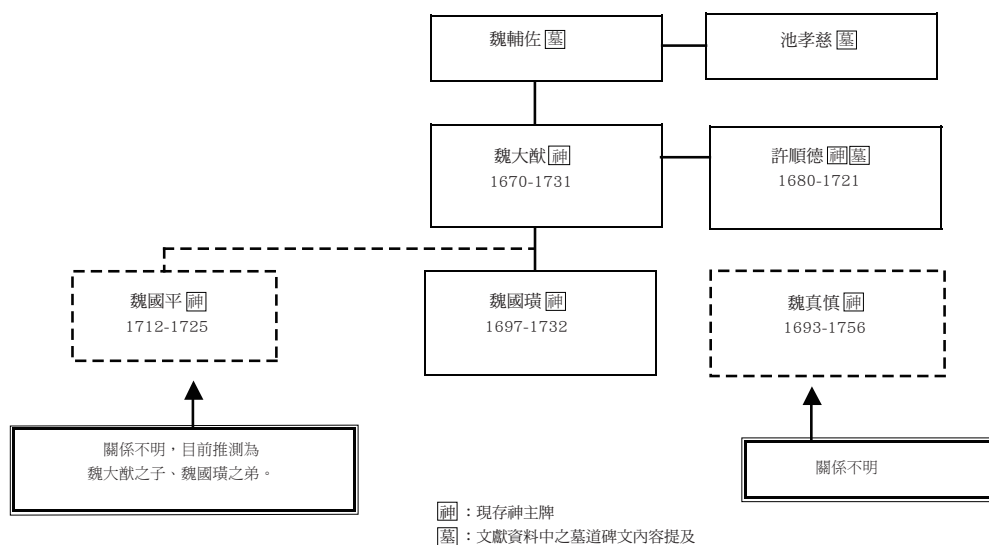 魏輔佐 墓
池孝慈 墓
魏大猷 神
1670-1731
許順德 神墓
1680-1721
魏國平 神
1712-1725
魏國璜 神
1697-1732
魏真慎 神
1693-1756
關係不明，目前推測為
魏大猷之子、魏國璜之弟。
關係不明
神：現存神主牌
墓：文獻資料中之墓道碑文內容提及